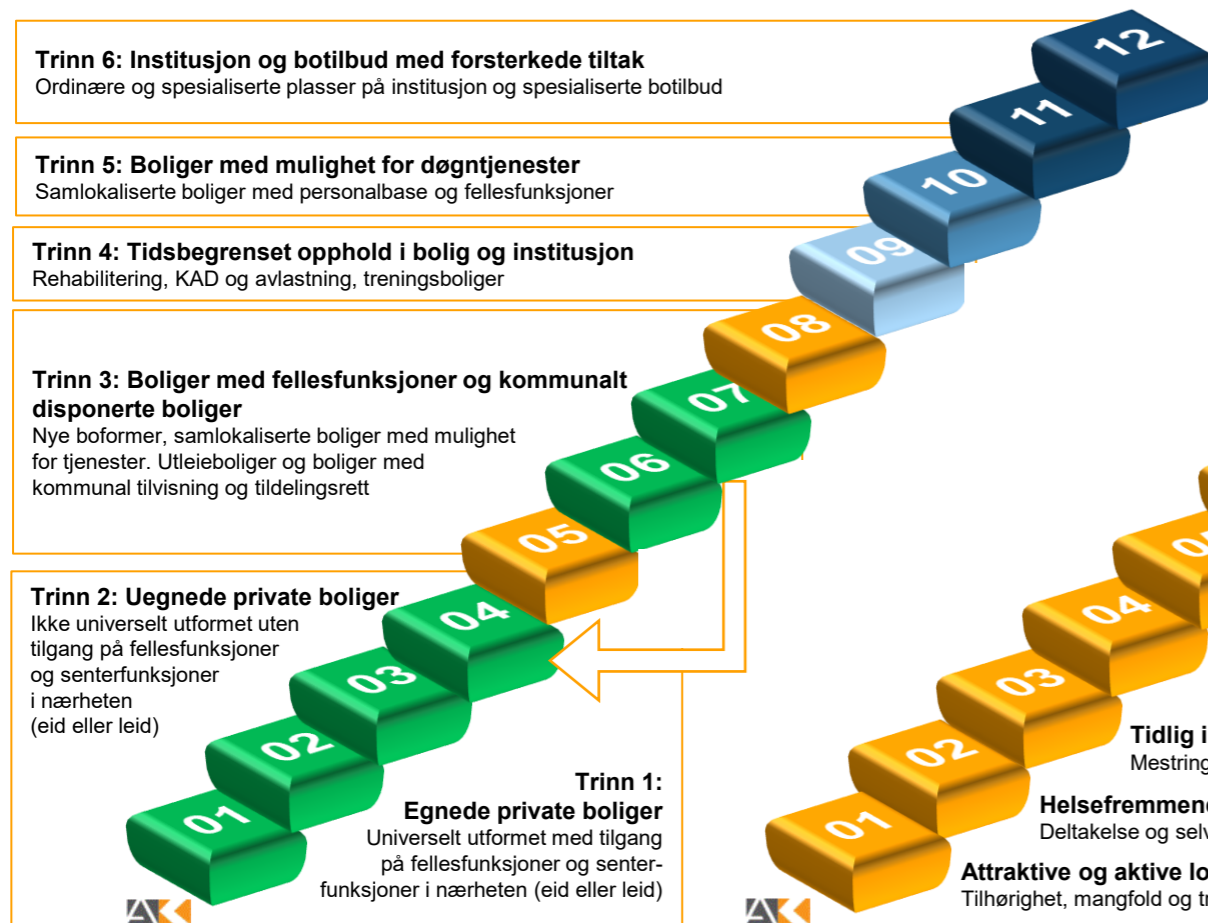 Trinn 6: Institusjon og botilbud med forsterkede tiltak
Ordinære og spesialiserte plasser på institusjon og spesialiserte botilbud
Trinn 5: Boliger med mulighet for døgntjenester
Samlokaliserte boliger med personalbase og fellesfunksjoner
Trinn 4: Tidsbegrenset opphold i bolig og institusjon
Rehabilitering, KAD og avlastning, treningsboliger
Trinn 3: Boliger med fellesfunksjoner og kommunalt
disponerte boliger
Nye boformer, samlokaliserte boliger med mulighet
for tjenester. Utleieboliger og boliger med
kommunal tilvisning og tildelingsrett
Trinn 2: Uegnede private boliger
Ikke universelt utformet uten
tilgang på fellesfunksjoner
og senterfunksjoner
i nærheten
(eid eller leid)
Trinn 1:
Egnede private boliger
Universelt utformet med tilgang
på fellesfunksjoner og senter-
funksjoner i nærheten (eid eller leid)
12
11
10
09
08
07
06
05
04
03
02
01
04
03
02
01
Tidlig
Mestring
Helsefremmend
Deltakelse og selv
Attraktive og aktive lo
Tilhørighet, mangfold og